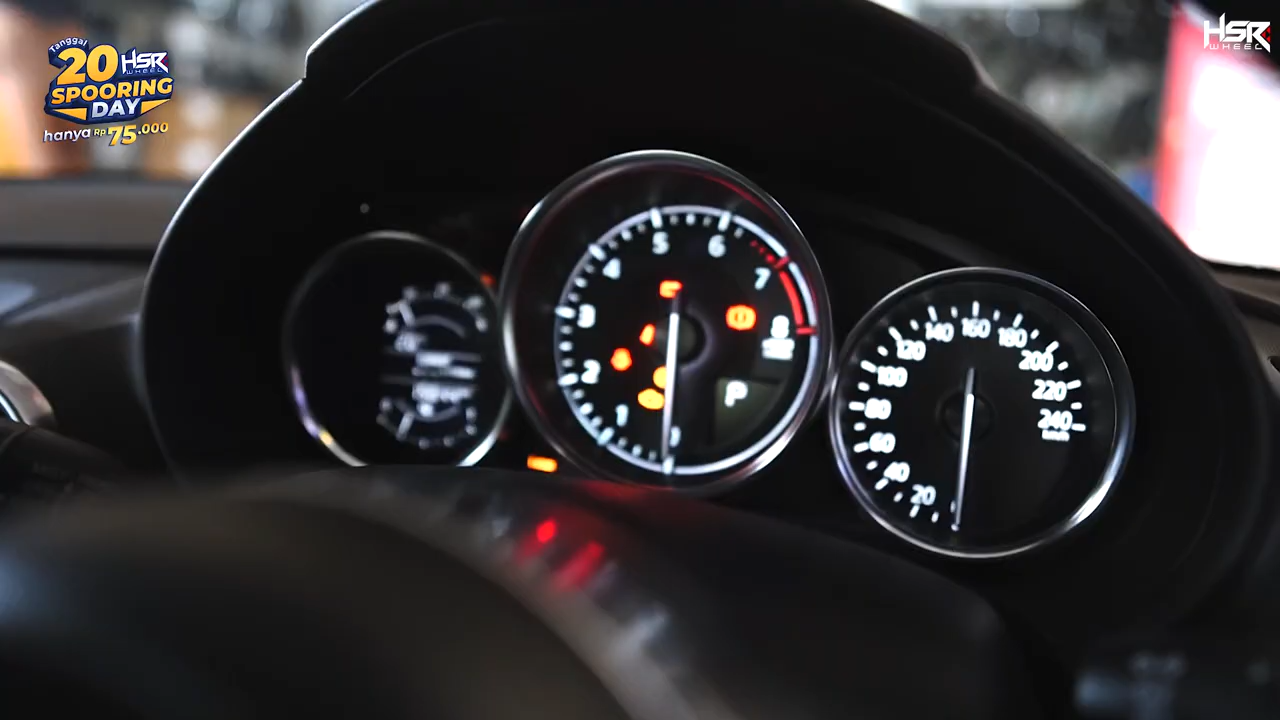 Tanggal
20 HSR
WHEEL
SPOORING
DAY
hanya Rp 75.000
HSR
WHEEL
5
6
4
7
3
8
2
P
1
160
140
180
120
200
100
220
80
240
km/h
60
40
20